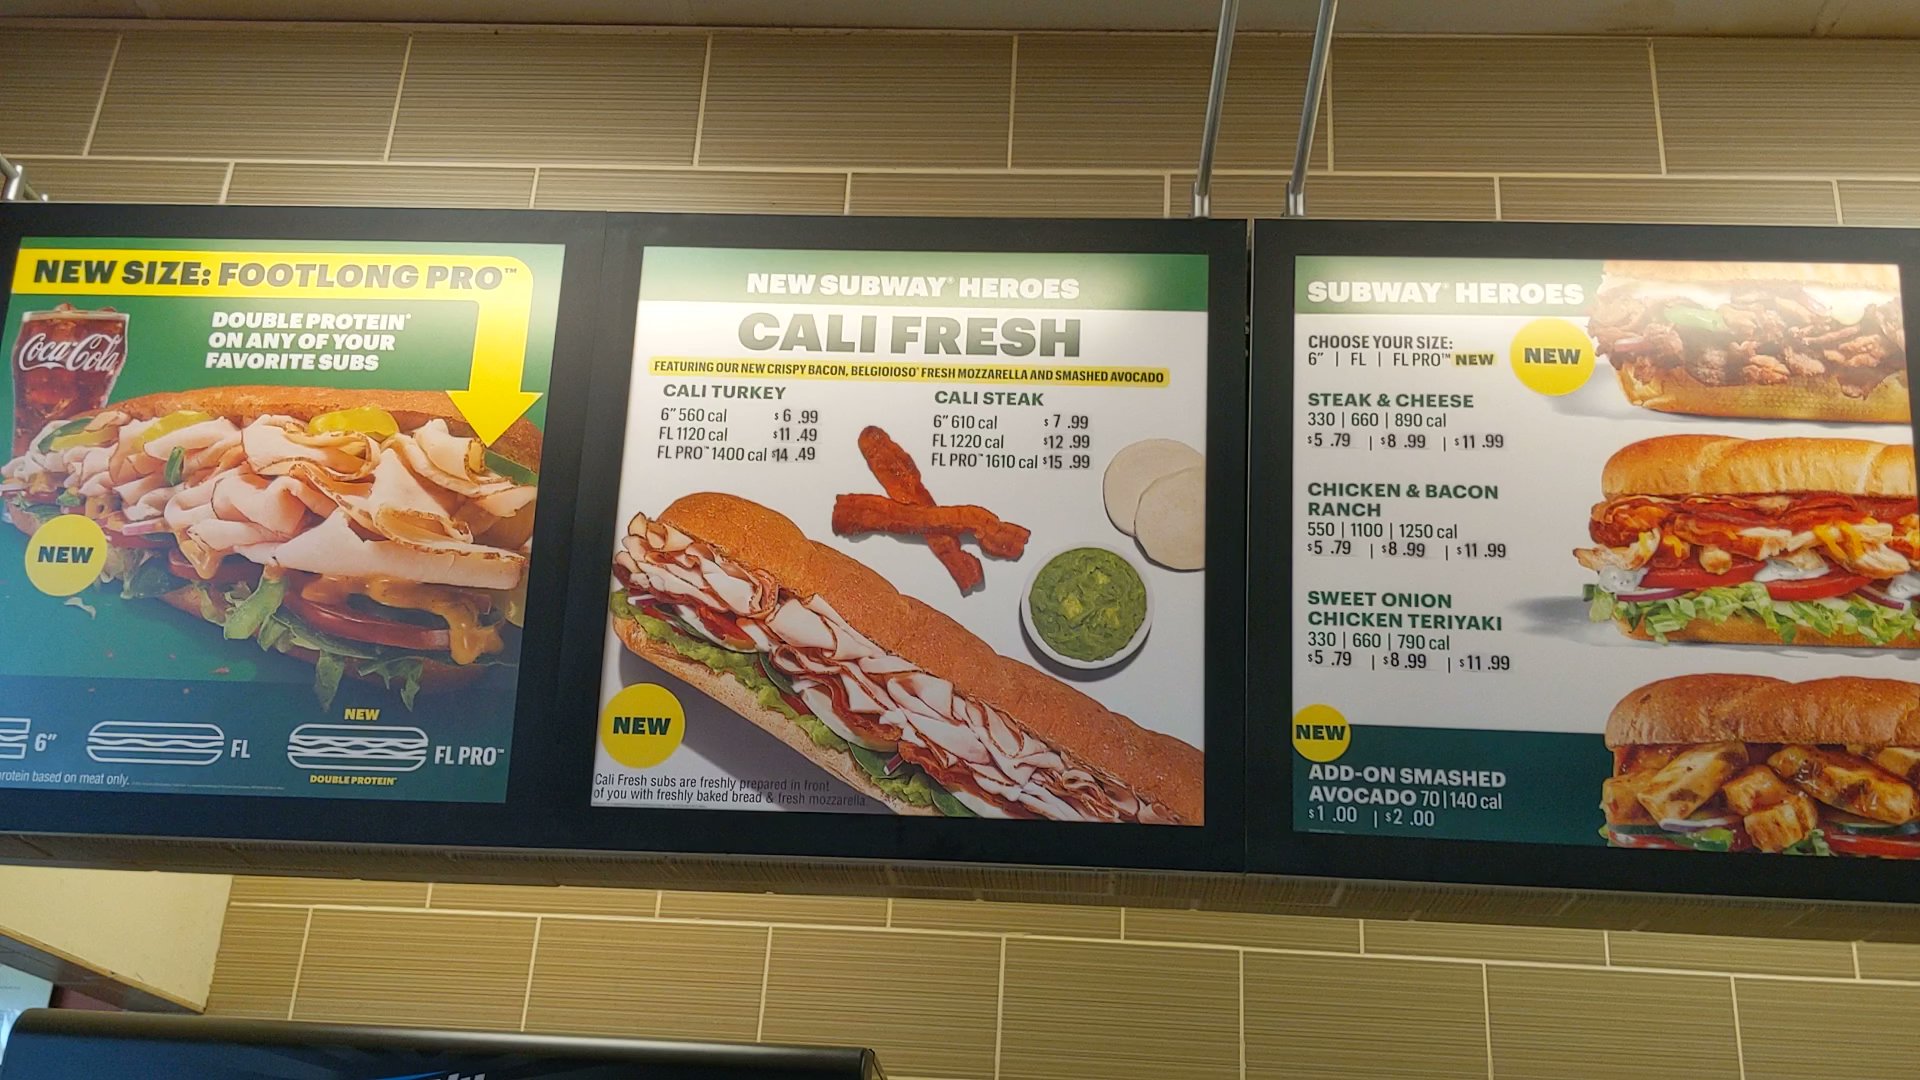 NEW SIZE: FOOTLONG PRO™
Coca-Cola
DOUBLE PROTEIN*
ON ANY OF YOUR
FAVORITE SUBS
NEW
6"
FL
NEW
FL PRO™
DOUBLE PROTEIN*
rotein based on meat only.
NEW SUBWAY® HEROES
CALI FRESH
FEATURING OUR NEW CRISPY BACON, BELGIOIOSO® FRESH MOZZARELLA AND SMASHED AVOCADO
CALI TURKEY
6" 560 cal $6.99
FL 1120 cal $11.49
FL PRO™ 1400 cal $14.49
CALI STEAK
6" 610 cal $7.99
FL 1220 cal $12.99
FL PRO™ 1610 cal $15.99
NEW
Cali Fresh subs are freshly prepared in front
of you with freshly baked bread & fresh mozzarella.
SUBWAY® HEROES
CHOOSE YOUR SIZE:
6" | FL | FL PRO™ NEW
NEW
STEAK & CHEESE
330 | 660 | 890 cal
$5.79 | $8.99 | $11.99
CHICKEN & BACON
RANCH
550 | 1100 | 1250 cal
$5.79 | $8.99 | $11.99
SWEET ONION
CHICKEN TERIYAKI
330 | 660 | 790 cal
$5.79 | $8.99 | $11.99
NEW
ADD-ON SMASHED
AVOCADO 70 | 140 cal
$1.00 | $2.00